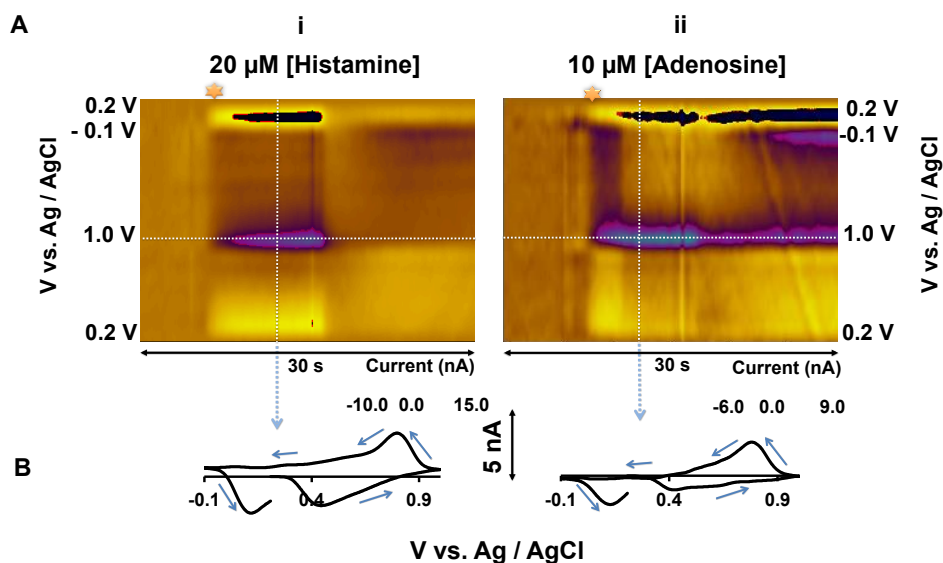 A
i
ii
20 µM [Histamine]
10 µM [Adenosine]
0.2 V
- 0.1 V
1.0 V
0.2 V
V vs. Ag / AgCl
0.2 V
-0.1 V
1.0 V
0.2 V
V vs. Ag / AgCl
30 s
Current (nA)
30 s
Current (nA)
-10.0 0.0 15.0
-6.0 0.0 9.0
5 nA
B
-0.1 0.4 0.9
-0.1 0.4 0.9
V vs. Ag / AgCl